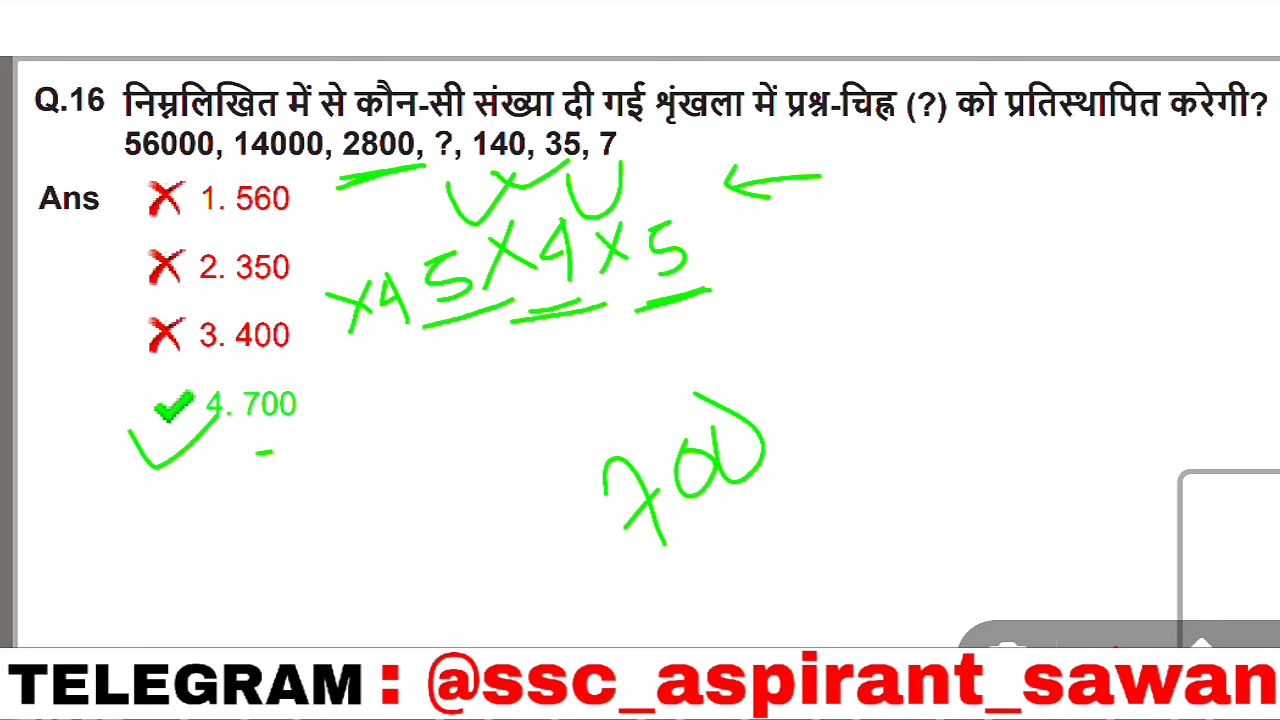 Q.16 निम्नलिखित में से कौन-सी संख्या दी गई शृंखला में प्रश्न-चिह्न (?) को प्रतिस्थापित करेगी?
56000, 14000, 2800, ?, 140, 35, 7
Ans 1. 560
2. 350
×4 5×4×5
3. 400
4. 700
700
TELEGRAM : @ssc_aspirant_sawan